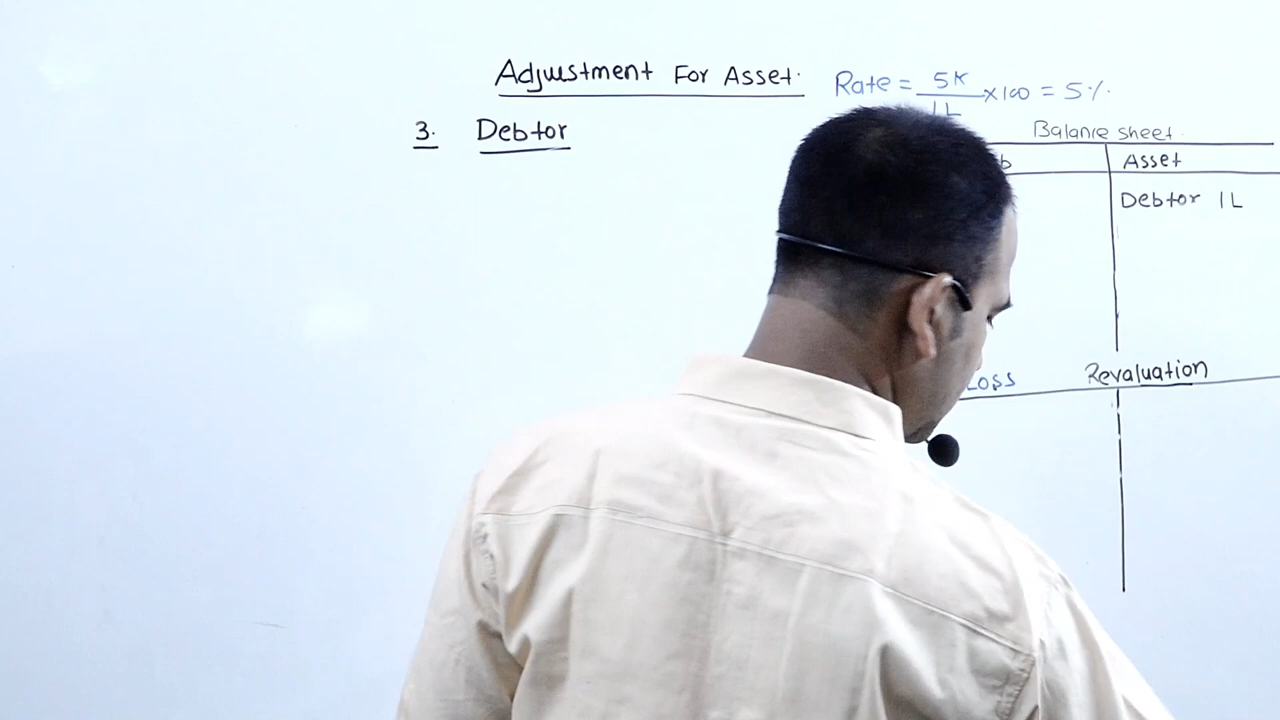 Adjustment For Asset.
Rate = 5K/1L ×100 = 5%.
3. Debtor
Balance sheet
Asset
Debtor 1L
Loss Revaluation